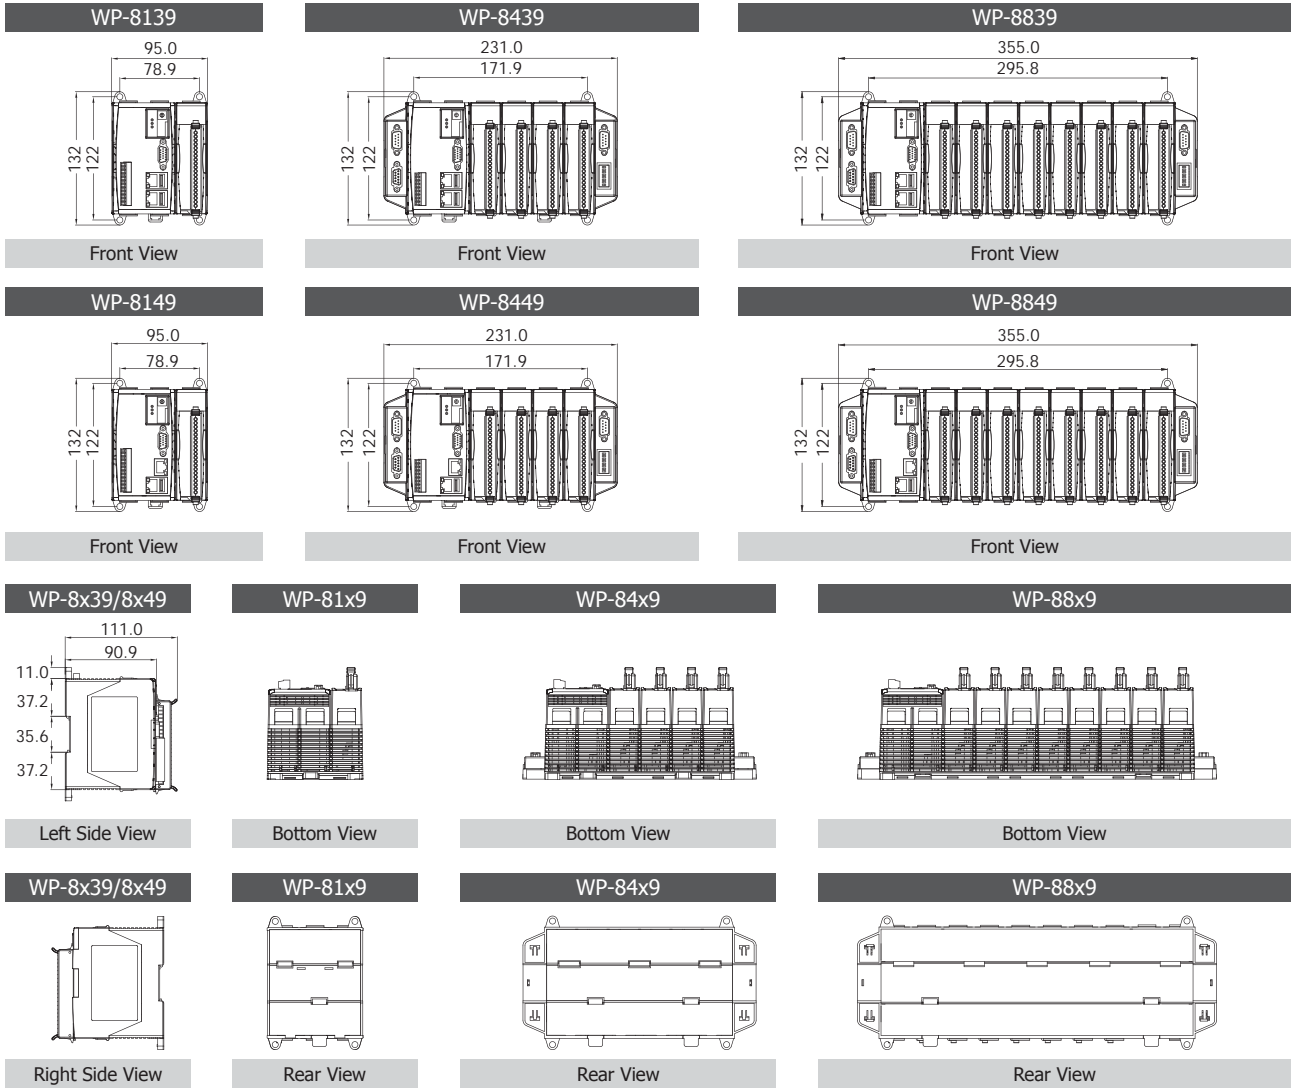 WP-8139 WP-8439 WP-8839
95.0 231.0 355.0
78.9 171.9 295.8
132 122 132 122 132 122
Front View Front View Front View
WP-8149 WP-8449 WP-8849
95.0 231.0 355.0
78.9 171.9 295.8
132 122 132 122 132 122
Front View Front View Front View
WP-8x39/8x49 WP-81x9 WP-84x9 WP-88x9
111.0
90.9
11.0
37.2
35.6
37.2
Left Side View Bottom View Bottom View Bottom View
WP-8x39/8x49 WP-81x9 WP-84x9 WP-88x9
Right Side View Rear View Rear View Rear View